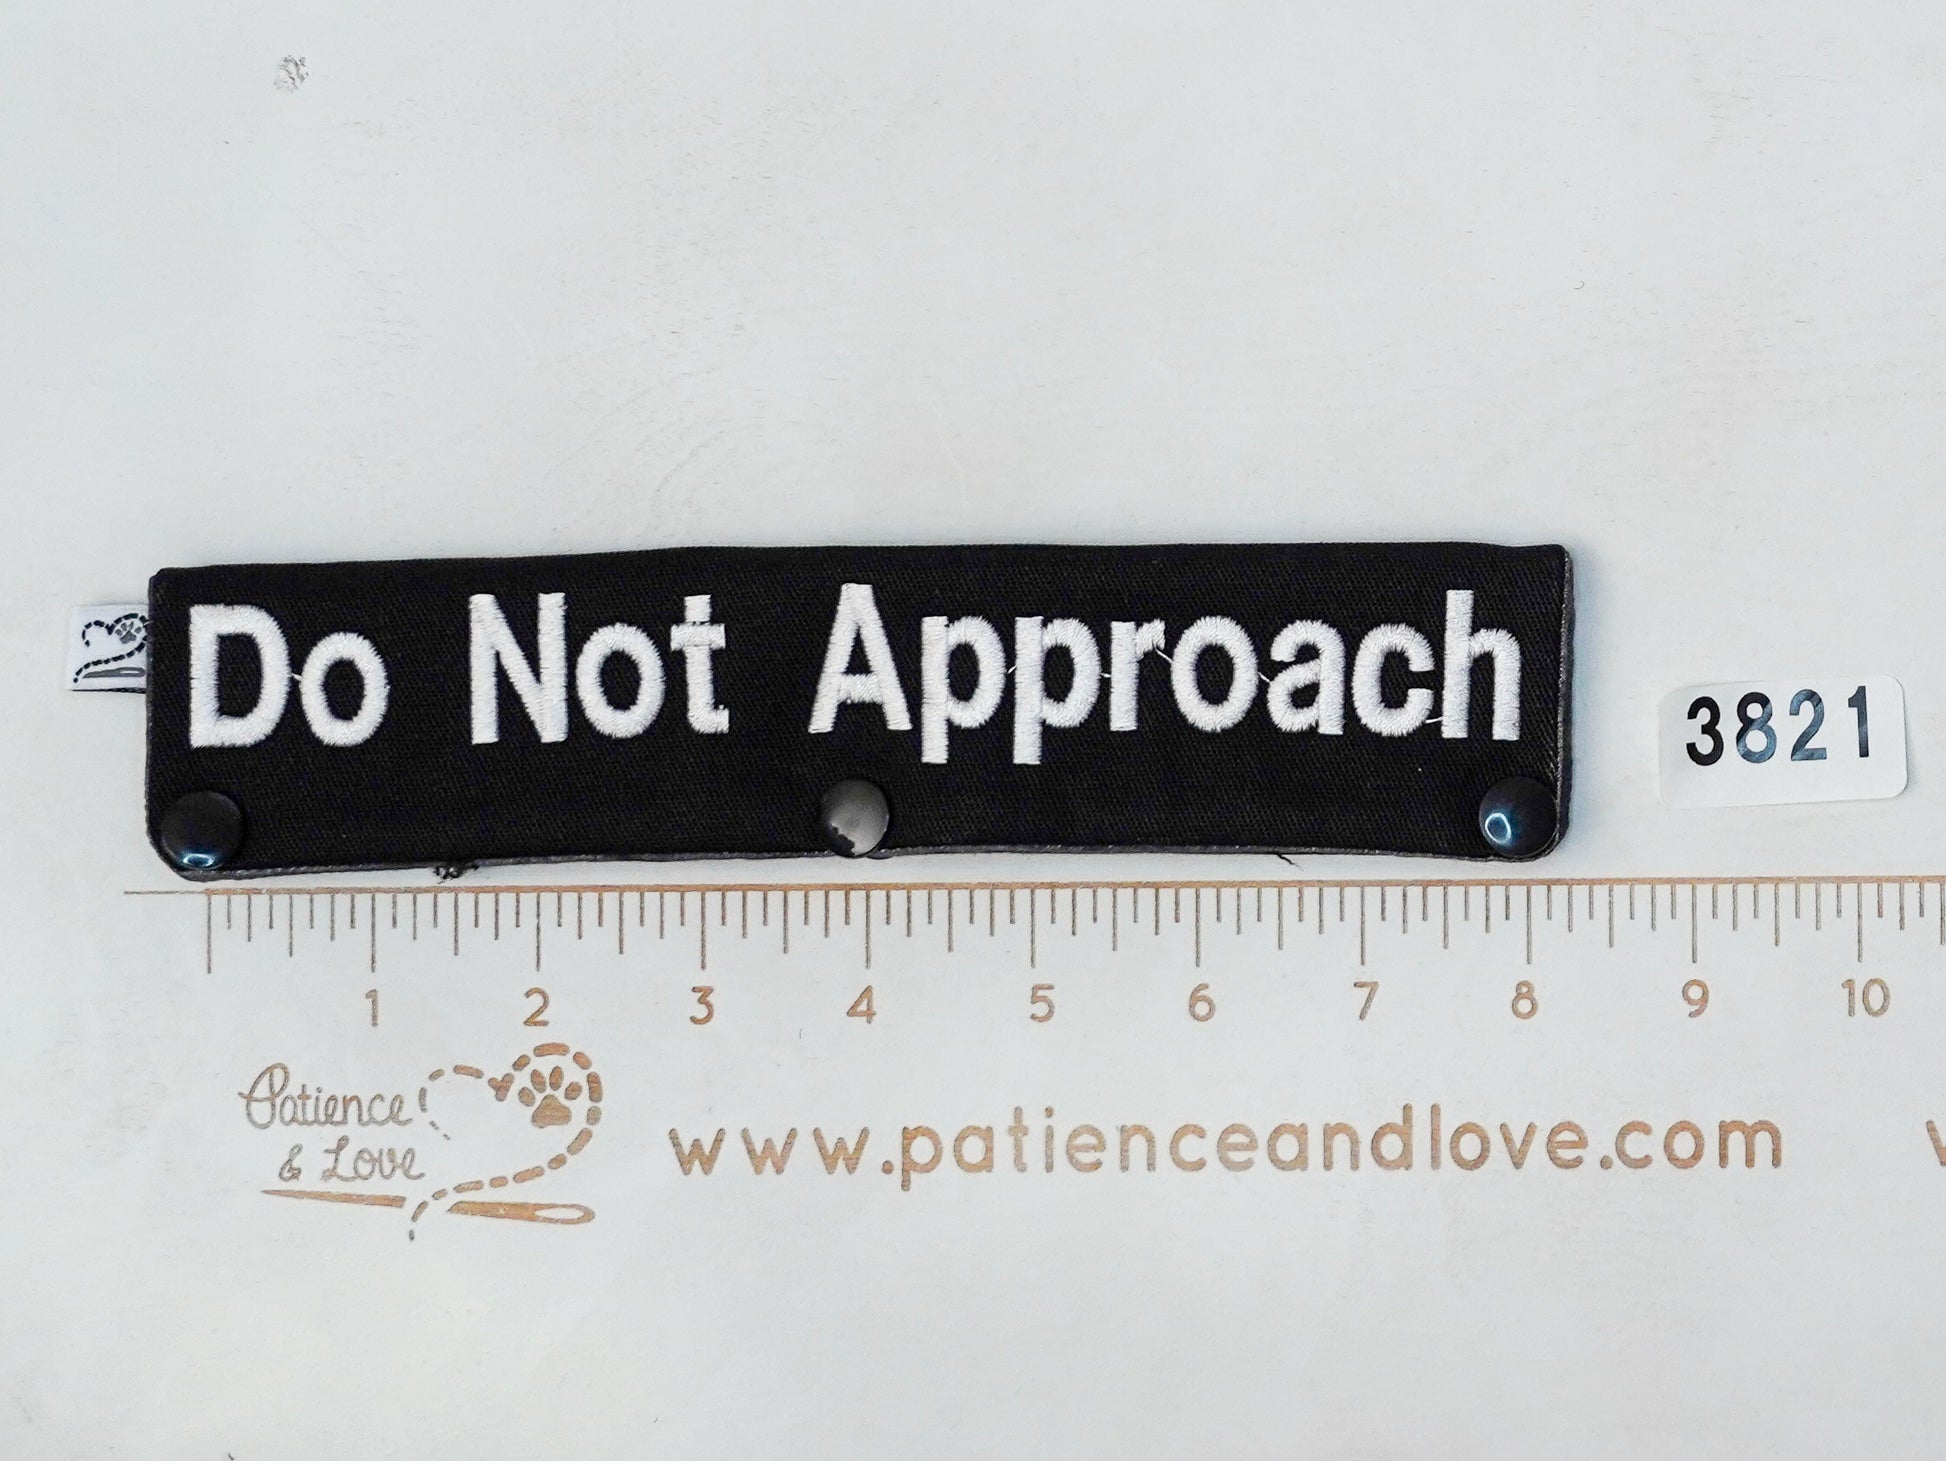 Do Not Approach
3821
1 2 3 4 5 6 7 8 9 10
Patience
& Love
www.patienceandlove.com